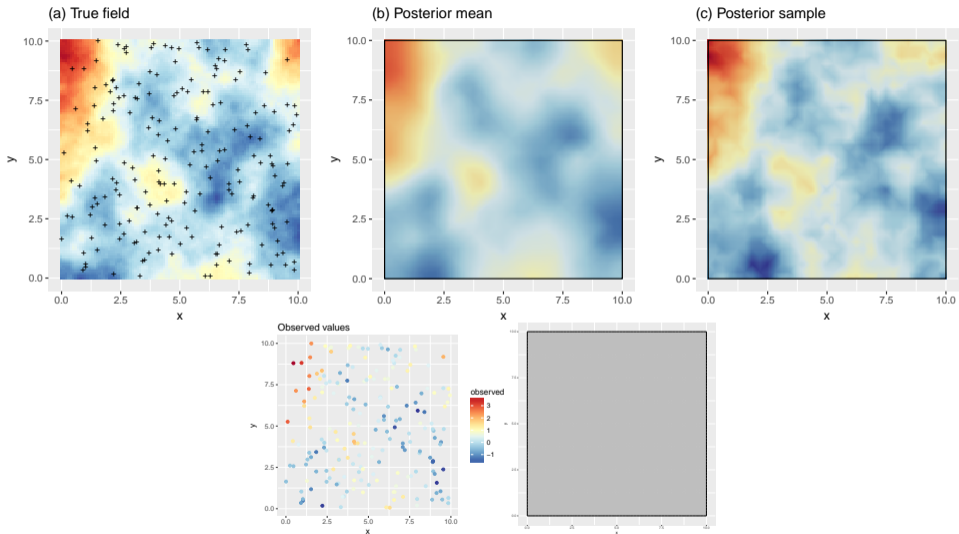 (a) True field
(b) Posterior mean
(c) Posterior sample
10.0
7.5
5.0
2.5
0.0
y
0.0 2.5 5.0 7.5 10.0
x
10.0
7.5
5.0
2.5
0.0
y
0.0 2.5 5.0 7.5 10.0
x
10.0
7.5
5.0
2.5
0.0
y
0.0 2.5 5.0 7.5 10.0
x
Observed values
10.0
7.5
5.0
2.5
0.0
y
0.0 2.5 5.0 7.5 10.0
x
observed
3
2
1
0
−1